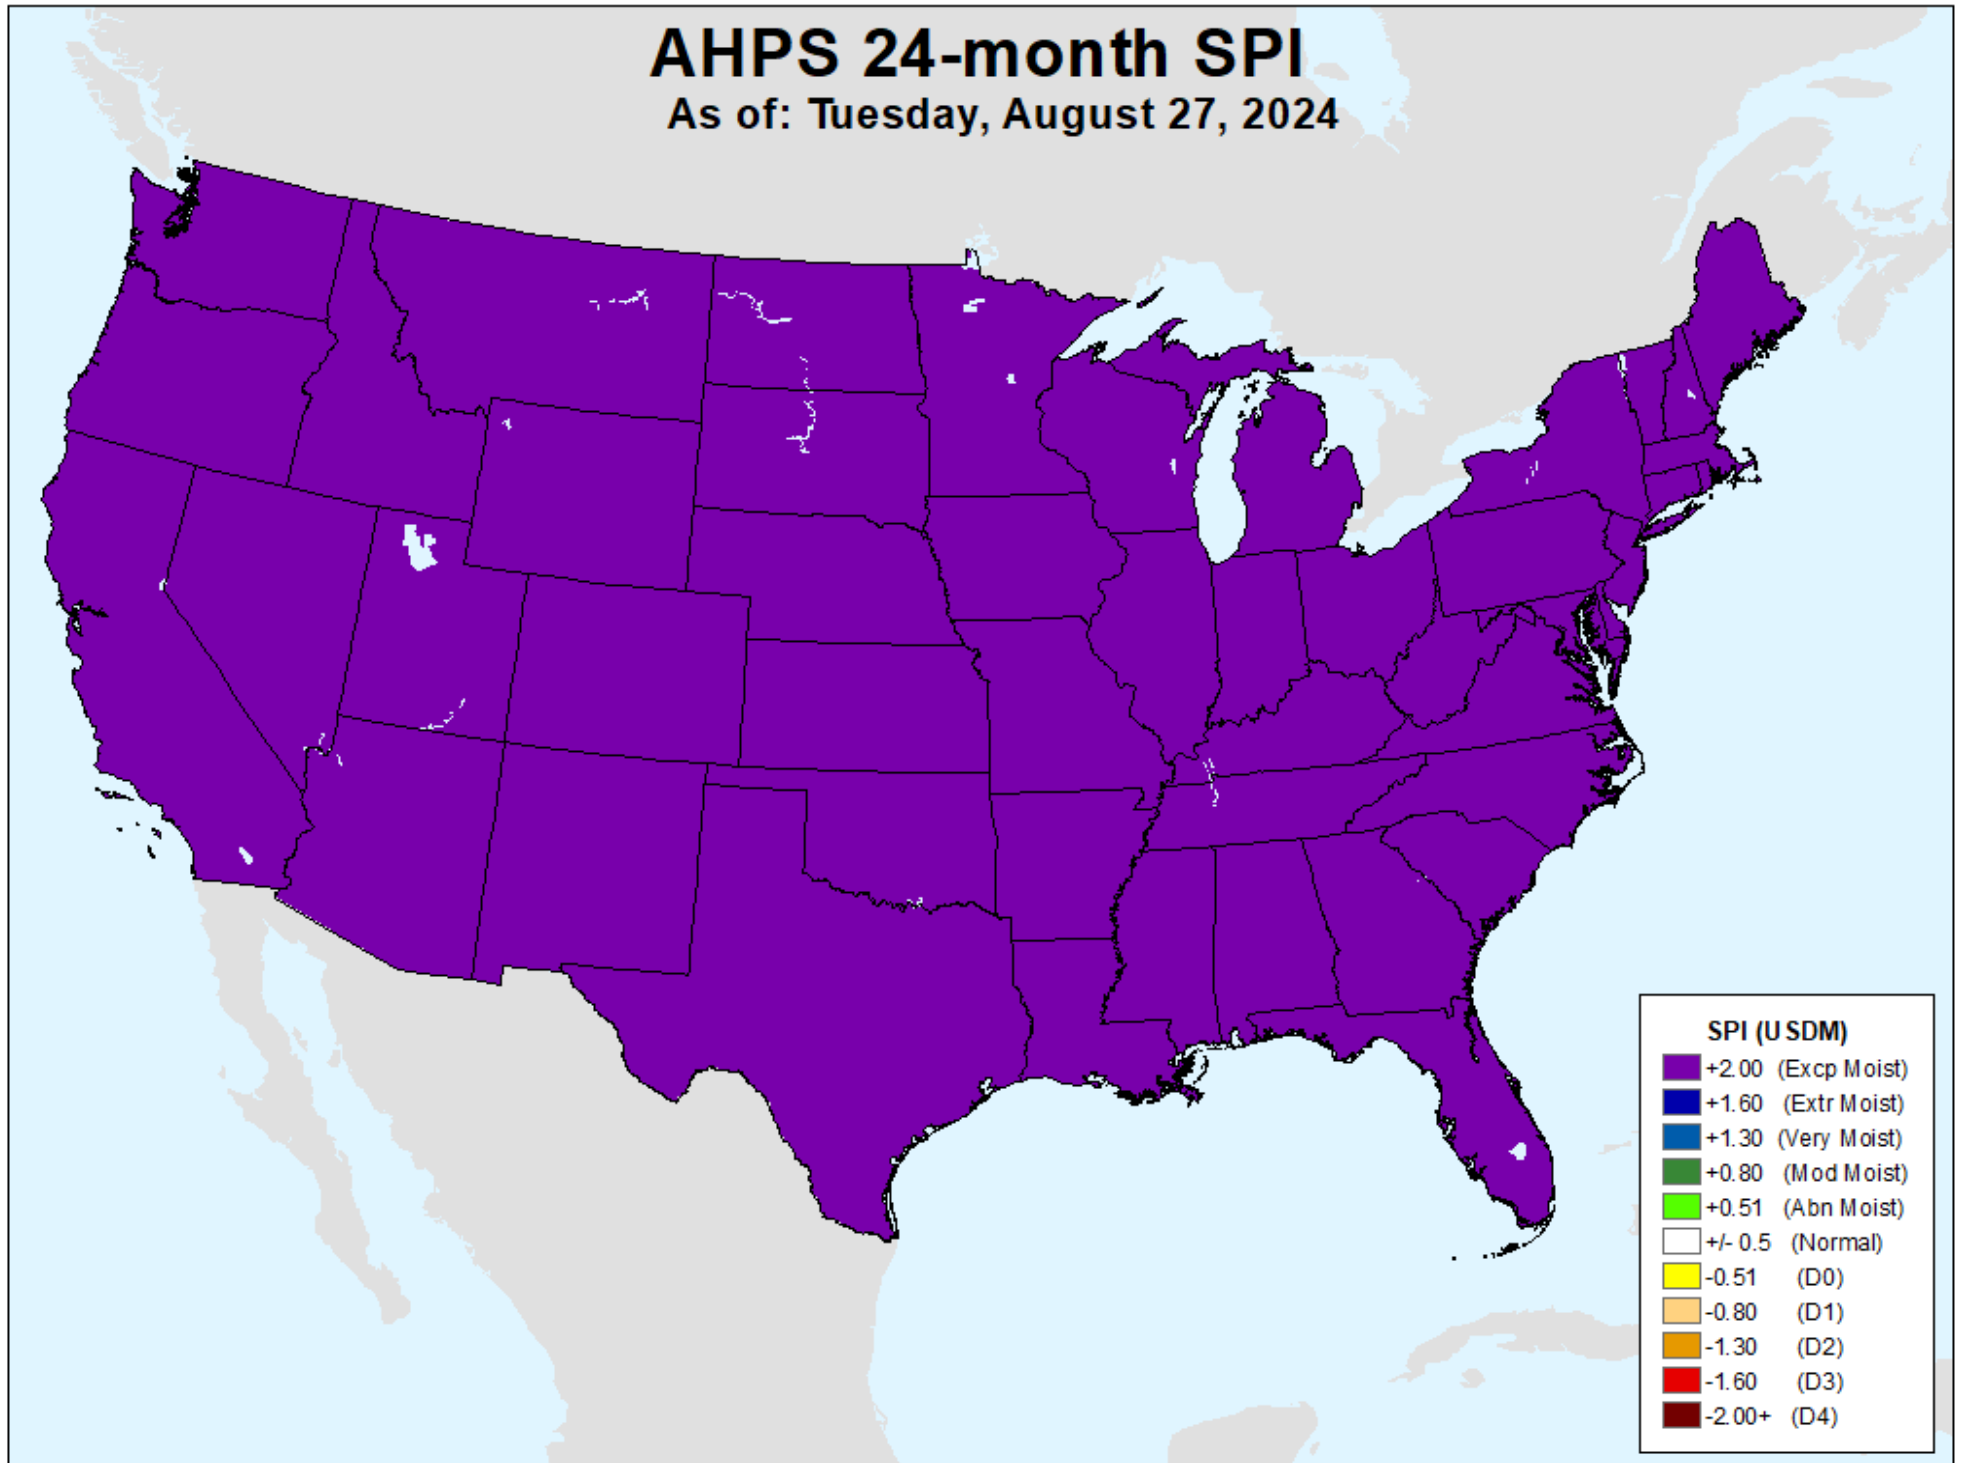 AHPS 24-month SPI
As of: Tuesday, August 27, 2024
SPI (USDM)
+2.00 (Excp Moist)
+1.60 (Extr Moist)
+1.30 (Very Moist)
+0.80 (Mod Moist)
+0.51 (Abn Moist)
+/- 0.5 (Normal)
-0.51 (D0)
-0.80 (D1)
-1.30 (D2)
-1.60 (D3)
-2.00+ (D4)